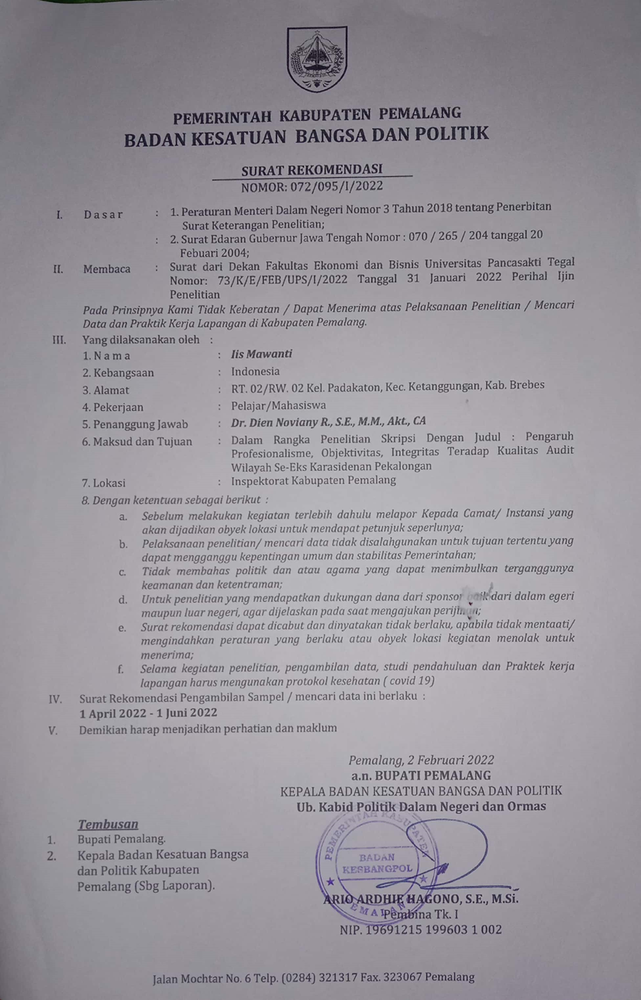 PEMERINTAH KABUPATEN PEMALANG
BADAN KESATUAN BANGSA DAN POLITIK
SURAT REKOMENDASI
NOMOR: 072/095/I/2022
I. Dasar : 1. Peraturan Menteri Dalam Negeri Nomor 3 Tahun 2018 tentang Penerbitan
Surat Keterangan Penelitian;
: 2. Surat Edaran Gubernur Jawa Tengah Nomor : 070 / 265 / 204 tanggal 20
Febuari 2004;
II. Membaca : Surat dari Dekan Fakultas Ekonomi dan Bisnis Universitas Pancasakti Tegal
Nomor: 73/K/E/FEB/UPS/I/2022 Tanggal 31 Januari 2022 Perihal Ijin
Penelitian
Pada Prinsipnya Kami Tidak Keberatan / Dapat Menerima atas Pelaksanaan Penelitian / Mencari
Data dan Praktik Kerja Lapangan di Kabupaten Pemalang.
III. Yang dilaksanakan oleh :
1. Nama : Iis Mawanti
2. Kebangsaan : Indonesia
3. Alamat : RT. 02/RW. 02 Kel. Padakaton, Kec. Ketanggungan, Kab. Brebes
4. Pekerjaan : Pelajar/Mahasiswa
5. Penanggung Jawab : Dr. Dien Noviany R., S.E., M.M., Akt., CA
6. Maksud dan Tujuan : Dalam Rangka Penelitian Skripsi Dengan Judul : Pengaruh
Profesionalisme, Objektivitas, Integritas Teradap Kualitas Audit
Wilayah Se-Eks Karasidenan Pekalongan
7. Lokasi : Inspektorat Kabupaten Pemalang
8. Dengan ketentuan sebagai berikut :
a. Sebelum melakukan kegiatan terlebih dahulu melapor Kepada Camat/ Instansi yang
akan dijadikan obyek lokasi untuk mendapat petunjuk seperlunya;
b. Pelaksanaan penelitian/ mencari data tidak disalahgunakan untuk tujuan tertentu yang
dapat mengganggu kepentingan umum dan stabilitas Pemerintahan;
c. Tidak membahas politik dan atau agama yang dapat menimbulkan terganggunya
keamanan dan ketentraman;
d. Untuk penelitian yang mendapatkan dukungan dana dari sponsor baik dari dalam egeri
maupun luar negeri, agar dijelaskan pada saat mengajukan
e. Surat rekomendasi dapat dicabut dan dinyatakan tidak berlaku, apabila tidak mentaati/
mengindahkan peraturan yang berlaku atau obyek lokasi kegiatan menolak untuk
menerima;
f. Selama kegiatan penelitian, pengambilan data, studi pendahuluan dan Praktek kerja
lapangan harus mengunakan protokol kesehatan ( covid 19)
IV. Surat Rekomendasi Pengambilan Sampel / mencari data ini berlaku :
1 April 2022 - 1 Juni 2022
V. Demikian harap menjadikan perhatian dan maklum
Pemalang, 2 Februari 2022
a.n. BUPATI PEMALANG
KEPALA BADAN KESATUAN BANGSA DAN POLITIK
Ub. Kabid Politik Dalam Negeri dan Ormas
PEMERINTAH KABUPATEN
BADAN
KESBANGPOL
PEMALANG
ARIO ARDHIE HAGONO, S.E., M.Si.
Pembina Tk. I
NIP. 19691215 199603 1 002
Tembusan
1. Bupati Pemalang.
2. Kepala Badan Kesatuan Bangsa
dan Politik Kabupaten
Pemalang (Sbg Laporan).
Jalan Mochtar No. 6 Telp. (0284) 321317 Fax. 323067 Pemalang